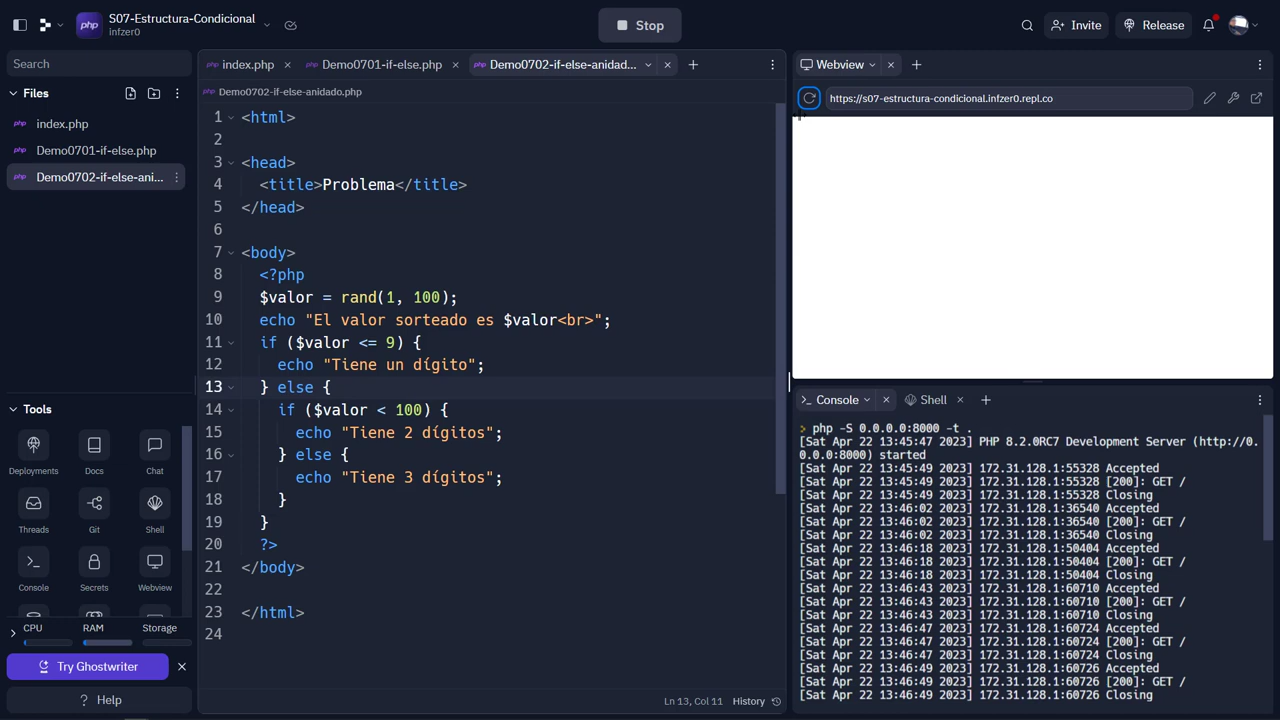 php
S07-Estructura-Condicional
infzer0
Stop
Invite
Release
Search
Files
php index.php
php Demo0701-if-else.php
php Demo0702-if-else-ani...
Tools
Deployments
Docs
Chat
Threads
Git
Shell
Console
Secrets
Webview
CPU
RAM
Storage
Try Ghostwriter
? Help
php index.php
php Demo0701-if-else.php
php Demo0702-if-else-anidad...
php Demo0702-if-else-anidado.php
1 <html>
2
3 <head>
4 <title>Problema</title>
5 </head>
6
7 <body>
8 <?php
9 $valor = rand(1, 100);
10 echo "El valor sorteado es $valor<br>";
11 if ($valor <= 9) {
12 echo "Tiene un dígito";
13 } else {
14 if ($valor < 100) {
15 echo "Tiene 2 dígitos";
16 } else {
17 echo "Tiene 3 dígitos";
18 }
19 }
20 ?>
21 </body>
22
23 </html>
24
Ln 13, Col 11
History
Webview
https://s07-estructura-condicional.infzer0.repl.co
Console
Shell
> php -S 0.0.0.0:8000 -t .
[Sat Apr 22 13:45:47 2023] PHP 8.2.0RC7 Development Server (http://0.
0.0.0:8000) started
[Sat Apr 22 13:45:49 2023] 172.31.128.1:55328 Accepted
[Sat Apr 22 13:45:49 2023] 172.31.128.1:55328 [200]: GET /
[Sat Apr 22 13:45:49 2023] 172.31.128.1:55328 Closing
[Sat Apr 22 13:46:02 2023] 172.31.128.1:36540 Accepted
[Sat Apr 22 13:46:02 2023] 172.31.128.1:36540 [200]: GET /
[Sat Apr 22 13:46:02 2023] 172.31.128.1:36540 Closing
[Sat Apr 22 13:46:18 2023] 172.31.128.1:50404 Accepted
[Sat Apr 22 13:46:18 2023] 172.31.128.1:50404 [200]: GET /
[Sat Apr 22 13:46:18 2023] 172.31.128.1:50404 Closing
[Sat Apr 22 13:46:43 2023] 172.31.128.1:60710 Accepted
[Sat Apr 22 13:46:43 2023] 172.31.128.1:60710 [200]: GET /
[Sat Apr 22 13:46:43 2023] 172.31.128.1:60710 Closing
[Sat Apr 22 13:46:47 2023] 172.31.128.1:60724 Accepted
[Sat Apr 22 13:46:47 2023] 172.31.128.1:60724 [200]: GET /
[Sat Apr 22 13:46:47 2023] 172.31.128.1:60724 Closing
[Sat Apr 22 13:46:49 2023] 172.31.128.1:60726 Accepted
[Sat Apr 22 13:46:49 2023] 172.31.128.1:60726 [200]: GET /
[Sat Apr 22 13:46:49 2023] 172.31.128.1:60726 Closing